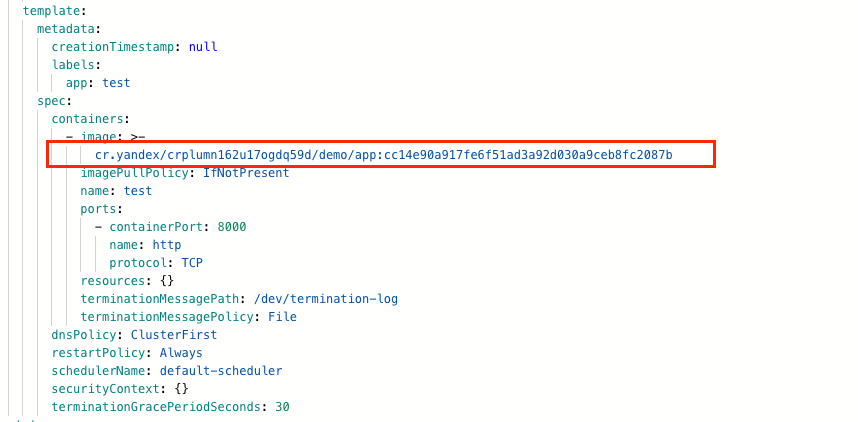 template:
metadata:
creationTimestamp: null
labels:
app: test
spec:
containers:
- image: >-
cr.yandex/crplumn162u17ogdq59d/demo/app:cc14e90a917fe6f51ad3a92d030a9ceb8fc2087b
imagePullPolicy: IfNotPresent
name: test
ports:
- containerPort: 8000
name: http
protocol: TCP
resources: {}
terminationMessagePath: /dev/termination-log
terminationMessagePolicy: File
dnsPolicy: ClusterFirst
restartPolicy: Always
schedulerName: default-scheduler
securityContext: {}
terminationGracePeriodSeconds: 30